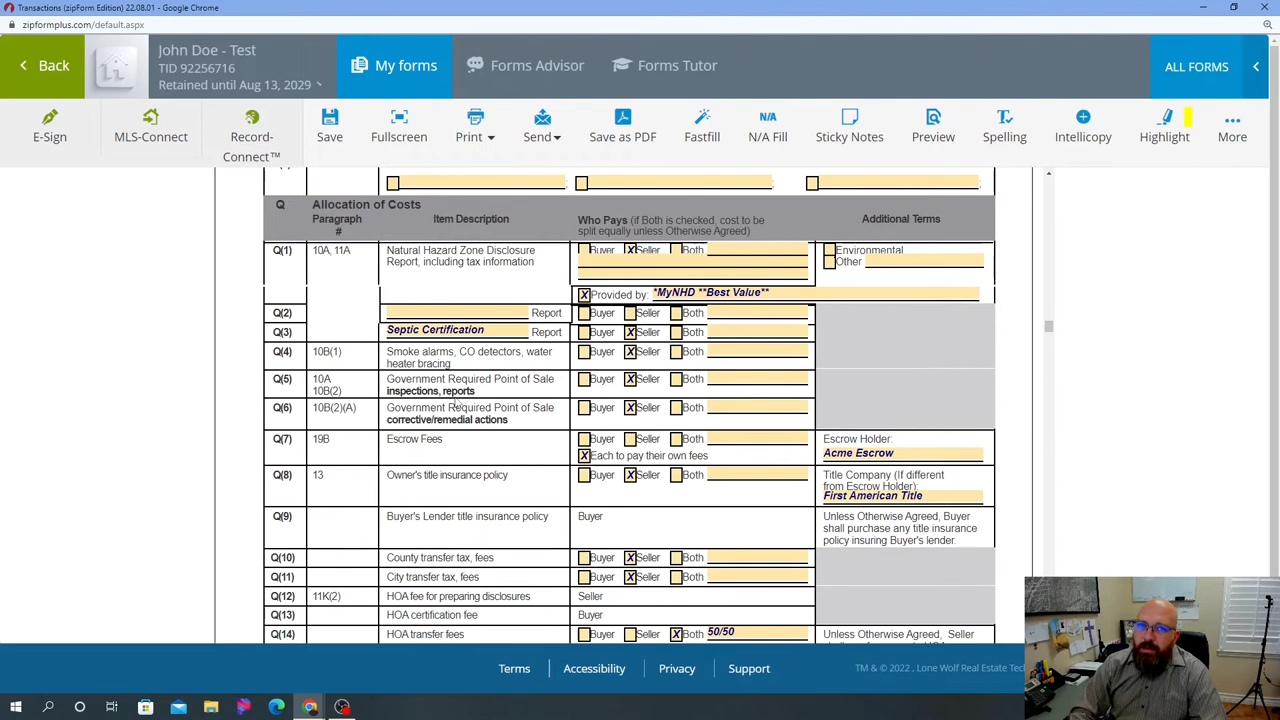 Transactions (zipForm Edition) 22.08.01 - Google Chrome
zipformplus.com/default.aspx
Back
John Doe - Test
TID 92256716
Retained until Aug 13, 2029
My forms
Forms Advisor
Forms Tutor
ALL FORMS
E-Sign
MLS-Connect
Record-Connect™
Save
Fullscreen
Print
Send
Save as PDF
Fastfill
N/A
N/A Fill
Sticky Notes
Preview
Spelling
Intellicopy
Highlight
More
Q Allocation of Costs
Paragraph # Item Description Who Pays (if Both is checked, cost to be split equally unless Otherwise Agreed) Additional Terms
Q(1) 10A, 11A Natural Hazard Zone Disclosure Report, including tax information Buyer X Seller Both Environmental
Other
X Provided by: *MyNHD **Best Value**
Q(2) Report Buyer Seller Both
Q(3) Septic Certification Report Buyer X Seller Both
Q(4) 10B(1) Smoke alarms, CO detectors, water heater bracing Buyer X Seller Both
Q(5) 10A 10B(2) Government Required Point of Sale inspections, reports Buyer X Seller Both
Q(6) 10B(2)(A) Government Required Point of Sale corrective/remedial actions Buyer X Seller Both
Q(7) 19B Escrow Fees Buyer Seller Both Escrow Holder:
X Each to pay their own fees Acme Escrow
Q(8) 13 Owner's title insurance policy Buyer X Seller Both Title Company (If different from Escrow Holder):
First American Title
Q(9) Buyer's Lender title insurance policy Buyer Unless Otherwise Agreed, Buyer shall purchase any title insurance policy insuring Buyer's lender.
Q(10) County transfer tax, fees Buyer X Seller Both
Q(11) City transfer tax, fees Buyer X Seller Both
Q(12) 11K(2) HOA fee for preparing disclosures Seller
Q(13) HOA certification fee Buyer
Q(14) HOA transfer fees Buyer Seller X Both 50/50 Unless Otherwise Agreed, Seller
Terms
Accessibility
Privacy
Support
TM & © 2022 , Lone Wolf Real Estate Tec